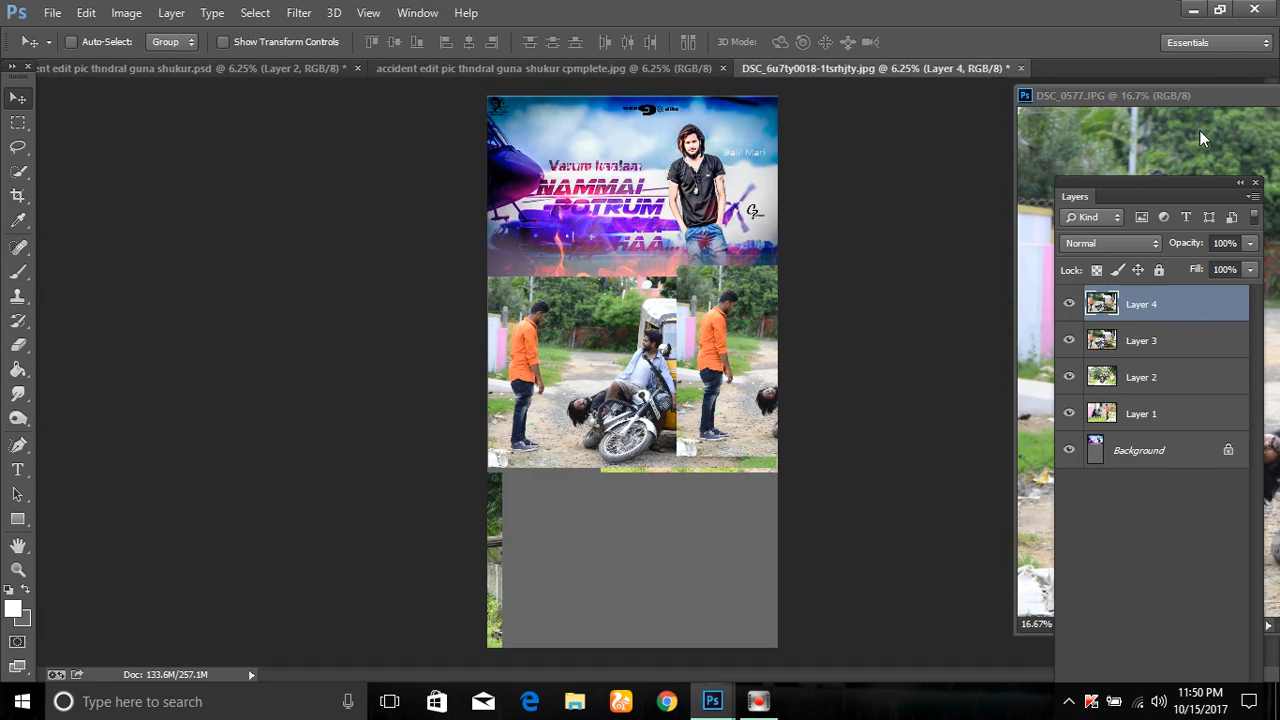 Ps File Edit Image Layer Type Select Filter 3D View Window Help
Auto-Select: Group Show Transform Controls 3D Mode: Essentials
ent edit pic thndral guna shukur.psd @ 6.25% (Layer 2, RGB/8) * × accident edit pic thndral guna shukur cpmplete.jpg @ 6.25% (RGB/8) × DSC_6u7ty0018-1tsrhjty.jpg @ 6.25% (Layer 4, RGB/8) * ×
Ps DSC_0577.JPG @ 16.7% (RGB/8)
NAMMAI
POTRUM
Layers
Kind
Normal Opacity: 100%
Lock: Fill: 100%
Layer 4
Layer 3
Layer 2
Layer 1
Background
16.67%
Doc: 133.6M/257.1M
Type here to search
11:50 PM
10/15/2017